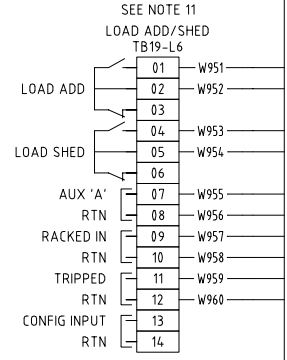 SEE NOTE 11
LOAD ADD/SHED
TB19-L6
01 W951
LOAD ADD 02 W952
03
04 W953
LOAD SHED 05 W954
06
AUX 'A' 07 W955
RTN 08 W956
RACKED IN 09 W957
RTN 10 W958
TRIPPED 11 W959
RTN 12 W960
CONFIG INPUT 13
RTN 14